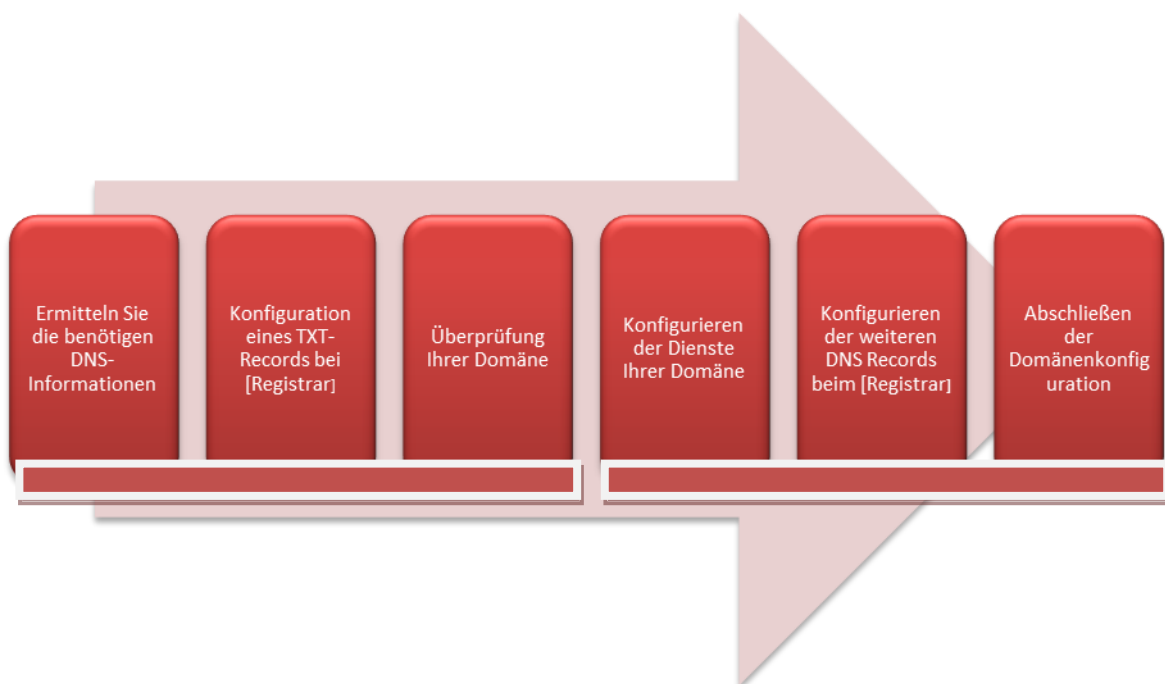 Ermitteln Sie
die benötigen
DNS-
Informationen
Konfiguration
eines TXT-
Records bei
[Registrar]
Überprüfung
Ihrer Domäne
Konfigurieren
der Dienste
Ihrer Domäne
Konfigurieren
der weiteren
DNS Records
beim [Registrar]
Abschließen
der
Domänenkonfig
uration